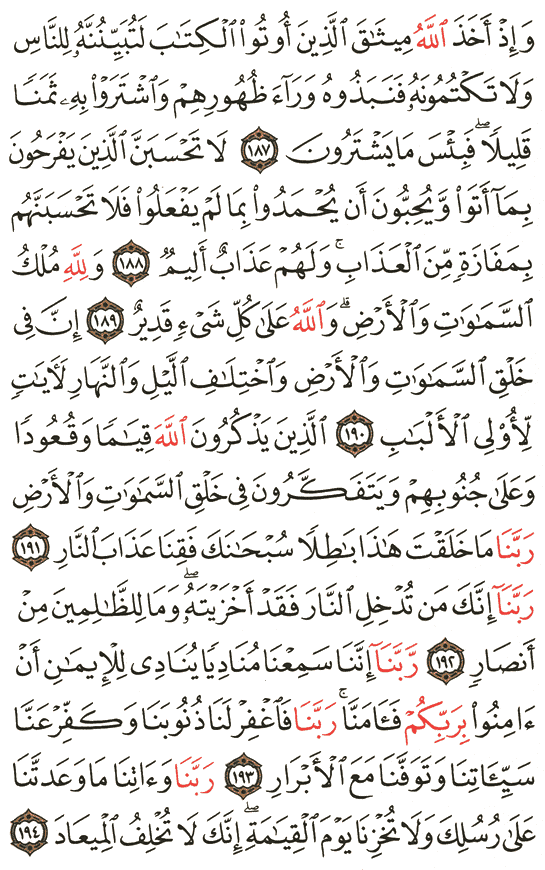 وَإِذْ أَخَذَ ٱللَّهُ مِيثَٰقَ ٱلَّذِينَ أُوتُوا۟ ٱلْكِتَٰبَ لَتُبَيِّنُنَّهُۥ لِلنَّاسِ
وَلَا تَكْتُمُونَهُۥ فَنَبَذُوهُ وَرَآءَ ظُهُورِهِمْ وَٱشْتَرَوْا۟ بِهِۦ ثَمَنًا
قَلِيلًا ۖ فَبِئْسَ مَا يَشْتَرُونَ ١٨٧ لَا تَحْسَبَنَّ ٱلَّذِينَ يَفْرَحُونَ
بِمَآ أَتَوا۟ وَّيُحِبُّونَ أَن يُحْمَدُوا۟ بِمَا لَمْ يَفْعَلُوا۟ فَلَا تَحْسَبَنَّهُم
بِمَفَازَةٍ مِّنَ ٱلْعَذَابِ ۖ وَلَهُمْ عَذَابٌ أَلِيمٌ ١٨٨ وَلِلَّهِ مُلْكُ
ٱلسَّمَٰوَٰتِ وَٱلْأَرْضِ ۗ وَٱللَّهُ عَلَىٰ كُلِّ شَىْءٍ قَدِيرٌ ١٨٩ إِنَّ فِى
خَلْقِ ٱلسَّمَٰوَٰتِ وَٱلْأَرْضِ وَٱخْتِلَٰفِ ٱلَّيْلِ وَٱلنَّهَارِ لَءَايَٰتٍ
لِّأُو۟لِى ٱلْأَلْبَٰبِ ١٩٠ ٱلَّذِينَ يَذْكُرُونَ ٱللَّهَ قِيَٰمًا وَقُعُودًا
وَعَلَىٰ جُنُوبِهِمْ وَيَتَفَكَّرُونَ فِى خَلْقِ ٱلسَّمَٰوَٰتِ وَٱلْأَرْضِ
رَبَّنَا مَا خَلَقْتَ هَٰذَا بَٰطِلًا سُبْحَٰنَكَ فَقِنَا عَذَابَ ٱلنَّارِ ١٩١
رَبَّنَآ إِنَّكَ مَن تُدْخِلِ ٱلنَّارَ فَقَدْ أَخْزَيْتَهُۥ ۖ وَمَا لِلظَّٰلِمِينَ مِنْ
أَنصَارٍ ١٩٢ رَّبَّنَآ إِنَّنَا سَمِعْنَا مُنَادِيًا يُنَادِى لِلْإِيمَٰنِ أَنْ
ءَامِنُوا۟ بِرَبِّكُمْ فَـَٔامَنَّا ۚ رَبَّنَا فَٱغْفِرْ لَنَا ذُنُوبَنَا وَكَفِّرْ عَنَّا
سَيِّـَٔاتِنَا وَتَوَفَّنَا مَعَ ٱلْأَبْرَارِ ١٩٣ رَبَّنَا وَءَاتِنَا مَا وَعَدتَّنَا
عَلَىٰ رُسُلِكَ وَلَا تُخْزِنَا يَوْمَ ٱلْقِيَٰمَةِ ۖ إِنَّكَ لَا تُخْلِفُ ٱلْمِيعَادَ ١٩٤